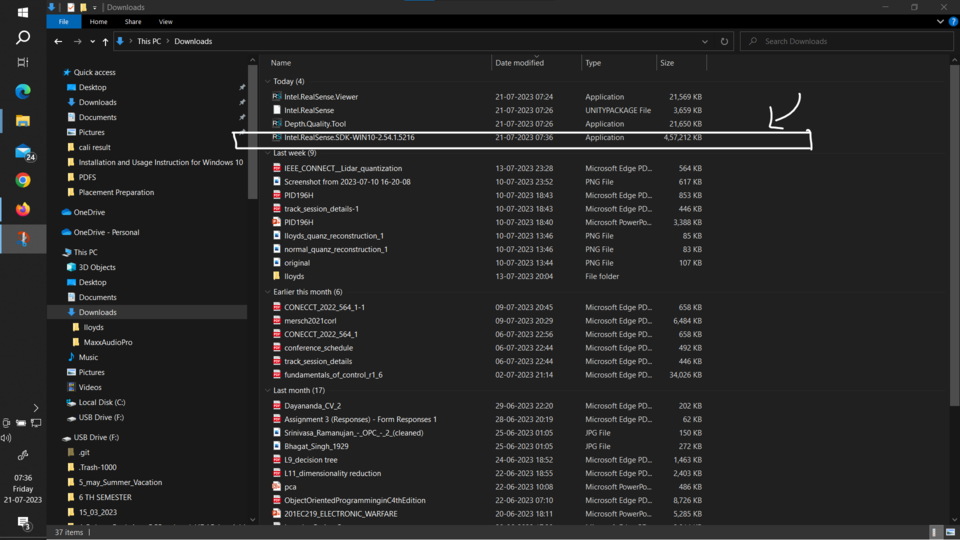 Downloads
File Home Share View
This PC Downloads
Search Downloads
Name Date modified Type Size
Quick access
Desktop
Downloads
Documents
Pictures
cali result
Installation and Usage Instruction for Windows 10
PDFS
Placement Preparation
OneDrive
OneDrive - Personal
This PC
3D Objects
Desktop
Documents
Downloads
lloyds
MaxxAudioPro
Music
Pictures
Videos
Local Disk (C:)
USB Drive (F:)
USB Drive (F:)
.git
.Trash-1000
5_may_Summer_Vacation
6 TH SEMESTER
15_03_2023
Today (4)
Intel.RealSense.Viewer 21-07-2023 07:24 Application 21,569 KB
Intel.RealSense 21-07-2023 07:26 UNITYPACKAGE File 3,659 KB
Depth.Quality.Tool 21-07-2023 07:26 Application 21,650 KB
Intel.RealSense.SDK-WIN10-2.54.1.5216 21-07-2023 07:36 Application 4,57,212 KB
Last week (9)
IEEE_CONNECT__Lidar_quantization 13-07-2023 23:28 Microsoft Edge PD... 564 KB
Screenshot from 2023-07-10 16-20-08 10-07-2023 23:52 PNG File 617 KB
PID196H 10-07-2023 18:43 Microsoft Edge PD... 853 KB
track_session_details-1 10-07-2023 18:43 Microsoft Edge PD... 446 KB
PID196H 10-07-2023 18:40 Microsoft PowerPo... 3,388 KB
lloyds_quanz_reconstruction_1 10-07-2023 13:46 PNG File 85 KB
normal_quanz_reconstruction_1 10-07-2023 13:46 PNG File 83 KB
original 10-07-2023 13:44 PNG File 107 KB
lloyds 13-07-2023 20:04 File folder
Earlier this month (6)
CONECCT_2022_564_1-1 09-07-2023 20:45 Microsoft Edge PD... 658 KB
mersch2021corl 09-07-2023 20:29 Microsoft Edge PD... 6,484 KB
CONECCT_2022_564_1 06-07-2023 22:56 Microsoft Edge PD... 658 KB
conference_schedule 06-07-2023 22:44 Microsoft Edge PD... 492 KB
track_session_details 06-07-2023 22:44 Microsoft Edge PD... 446 KB
fundamentals_of_control_r1_6 02-07-2023 21:14 Microsoft Edge PD... 34,026 KB
Last month (17)
Dayananda_CV_2 29-06-2023 22:20 Microsoft Edge PD... 202 KB
Assignment 3 (Responses) - Form Responses 1 28-06-2023 20:19 Microsoft Edge PD... 62 KB
Srinivasa_Ramanujan_-_OPC_-_2_(cleaned) 25-06-2023 01:05 JPG File 150 KB
Bhagat_Singh_1929 25-06-2023 01:05 JPG File 272 KB
L9_decision tree 24-06-2023 18:52 Microsoft Edge PD... 1,463 KB
L11_dimensionality reduction 22-06-2023 18:55 Microsoft Edge PD... 2,403 KB
pca 22-06-2023 10:08 Microsoft PowerPo... 486 KB
ObjectOrientedProgramminginC4thEdition 22-06-2023 07:10 Microsoft Edge PD... 8,726 KB
201EC219_ELECTRONIC_WARFARE 20-06-2023 18:11 Microsoft PowerPo... 5,285 KB
37 items
24
07:36
Friday
21-07-2023
3